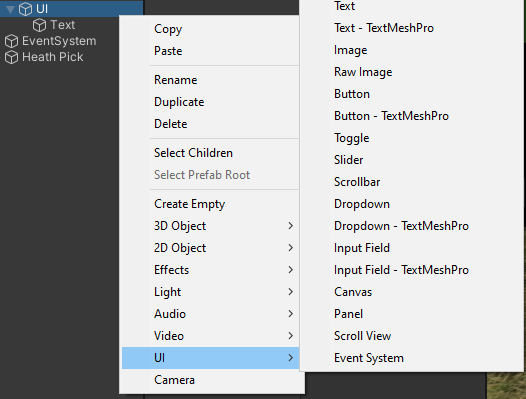 UI
Text
EventSystem
Heath Pick
Copy
Paste
Rename
Duplicate
Delete
Select Children
Select Prefab Root
Create Empty
3D Object
2D Object
Effects
Light
Audio
Video
UI
Camera
Text
Text - TextMeshPro
Image
Raw Image
Button
Button - TextMeshPro
Toggle
Slider
Scrollbar
Dropdown
Dropdown - TextMeshPro
Input Field
Input Field - TextMeshPro
Canvas
Panel
Scroll View
Event System